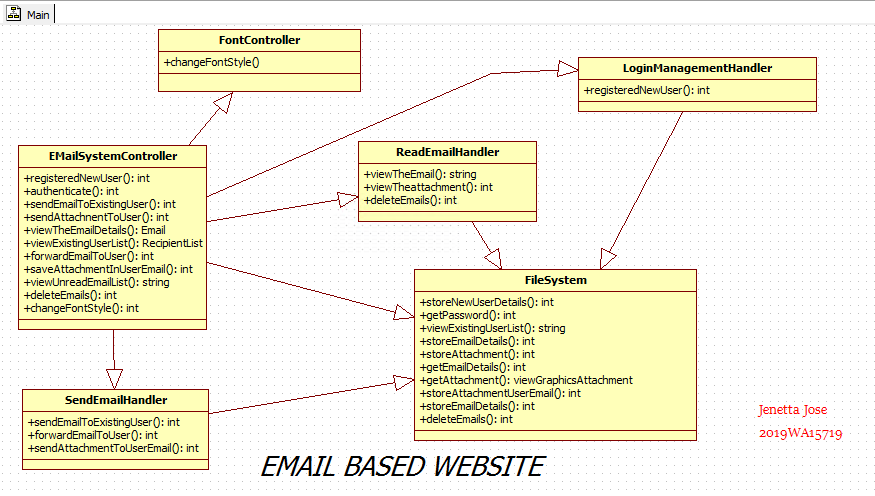 Main
FontController
+changeFontStyle()
LoginManagementHandler
+registeredNewUser(): int
EMailSystemController
+registeredNewUser(): int
+authenticate(): int
+sendEmailToExistingUser(): int
+sendAttachnentToUser(): int
+viewTheEmailDetails(): Email
+viewExistingUserList(): RecipientList
+forwardEmailToUser(): int
+saveAttachmentInUserEmail(): int
+viewUnreadEmailList(): string
+deleteEmails(): int
+changeFontStyle(): int
ReadEmailHandler
+viewTheEmail(): string
+viewTheattachment(): int
+deleteEmails(): int
FileSystem
+storeNewUserDetails(): int
+getPassword(): int
+viewExistingUserList(): string
+storeEmailDetails(): int
+storeAttachment(): int
+getEmailDetails(): int
+getAttachment(): viewGraphicsAttachment
+storeAttachmentUserEmail(): int
+storeEmailDetails(): int
+deleteEmails(): int
SendEmailHandler
+sendEmailToExistingUser(): int
+forwardEmailToUser(): int
+sendAttachmentToUserEmail(): int
Jenetta Jose
2019WA15719
EMAIL BASED WEBSITE